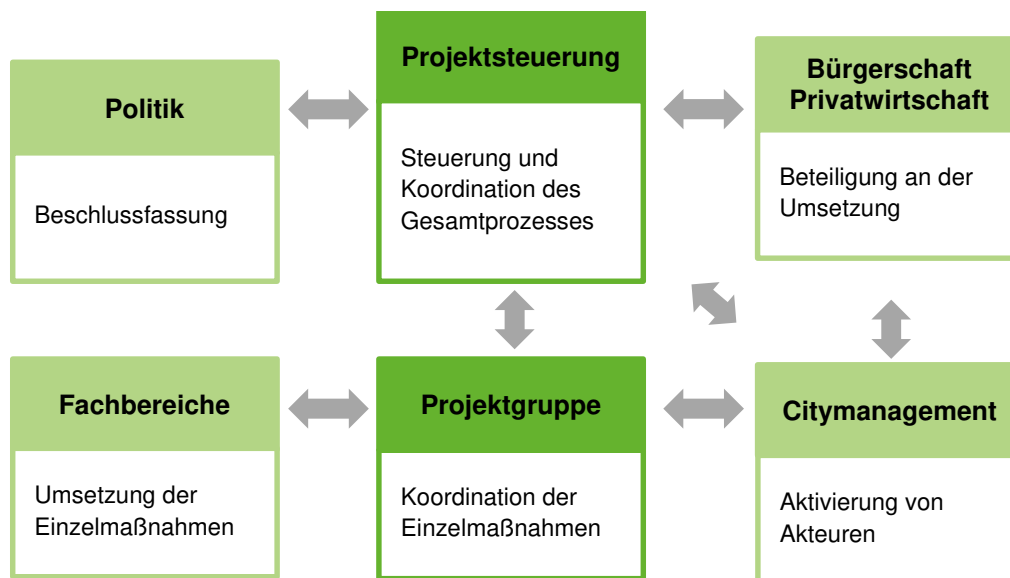 Politik
Beschlussfassung
Projektsteuerung
Steuerung und
Koordination des
Gesamtprozesses
Bürgerschaft
Privatwirtschaft
Beteiligung an der
Umsetzung
Fachbereiche
Umsetzung der
Einzelmaßnahmen
Projektgruppe
Koordination der
Einzelmaßnahmen
Citymanagement
Aktivierung von
Akteuren